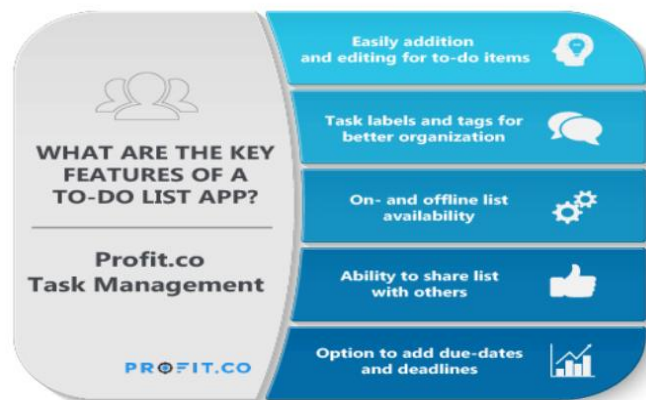 WHAT ARE THE KEY
FEATURES OF A
TO-DO LIST APP?
Profit.co
Task Management
PROFIT.CO
Easily addition
and editing for to-do items
Task labels and tags for
better organization
On- and offline list
availability
Ability to share list
with others
Option to add due-dates
and deadlines